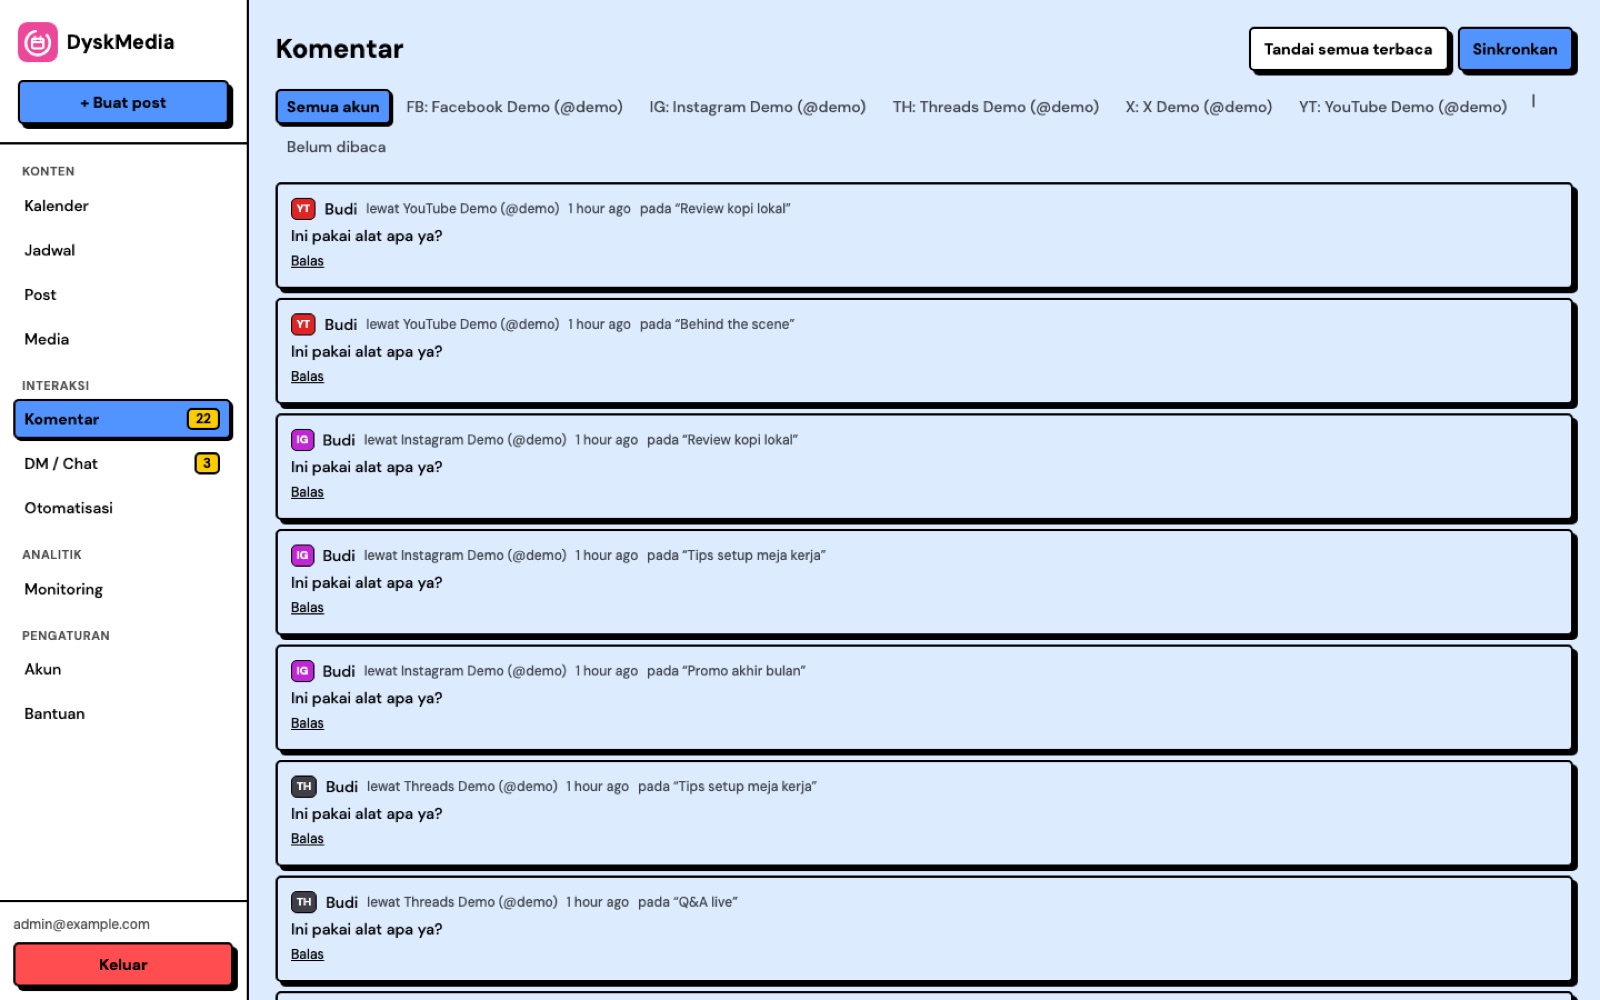 DyskMedia
+ Buat post
KONTEN
Kalender
Jadwal
Post
Media
INTERAKSI
Komentar 22
DM / Chat 3
Otomatisasi
ANALITIK
Monitoring
PENGATURAN
Akun
Bantuan
admin@example.com
Keluar
Komentar
Tandai semua terbaca
Sinkronkan
Semua akun FB: Facebook Demo (@demo) IG: Instagram Demo (@demo) TH: Threads Demo (@demo) X: X Demo (@demo) YT: YouTube Demo (@demo) |
Belum dibaca
YT Budi lewat YouTube Demo (@demo) 1 hour ago pada “Review kopi lokal”
Ini pakai alat apa ya?
Balas
YT Budi lewat YouTube Demo (@demo) 1 hour ago pada “Behind the scene”
Ini pakai alat apa ya?
Balas
IG Budi lewat Instagram Demo (@demo) 1 hour ago pada “Review kopi lokal”
Ini pakai alat apa ya?
Balas
IG Budi lewat Instagram Demo (@demo) 1 hour ago pada “Tips setup meja kerja”
Ini pakai alat apa ya?
Balas
IG Budi lewat Instagram Demo (@demo) 1 hour ago pada “Promo akhir bulan”
Ini pakai alat apa ya?
Balas
TH Budi lewat Threads Demo (@demo) 1 hour ago pada “Tips setup meja kerja”
Ini pakai alat apa ya?
Balas
TH Budi lewat Threads Demo (@demo) 1 hour ago pada “Q&A live”
Ini pakai alat apa ya?
Balas